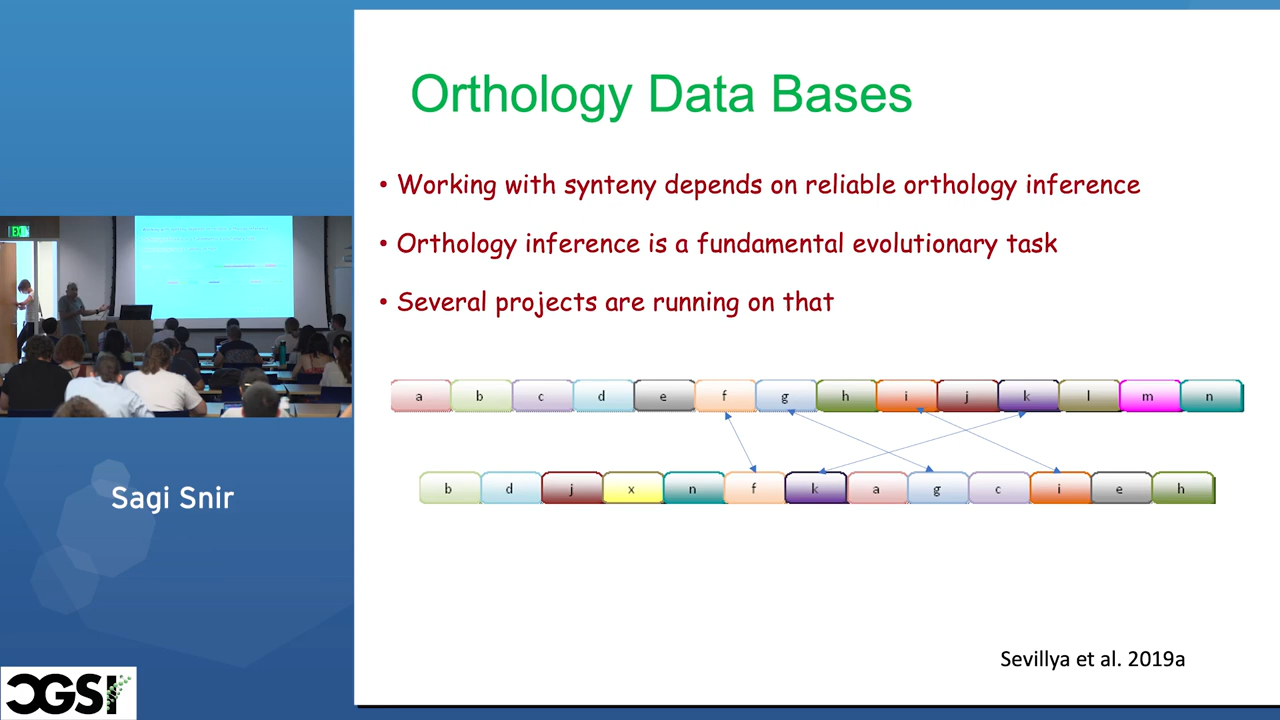 Orthology Data Bases
• Working with synteny depends on reliable orthology inference
• Orthology inference is a fundamental evolutionary task
• Several projects are running on that
a b c d e f g h i j k l m n
b d j x n f k a g c i e h
Sevillya et al. 2019a
EX
Sagi Snir
CGSI